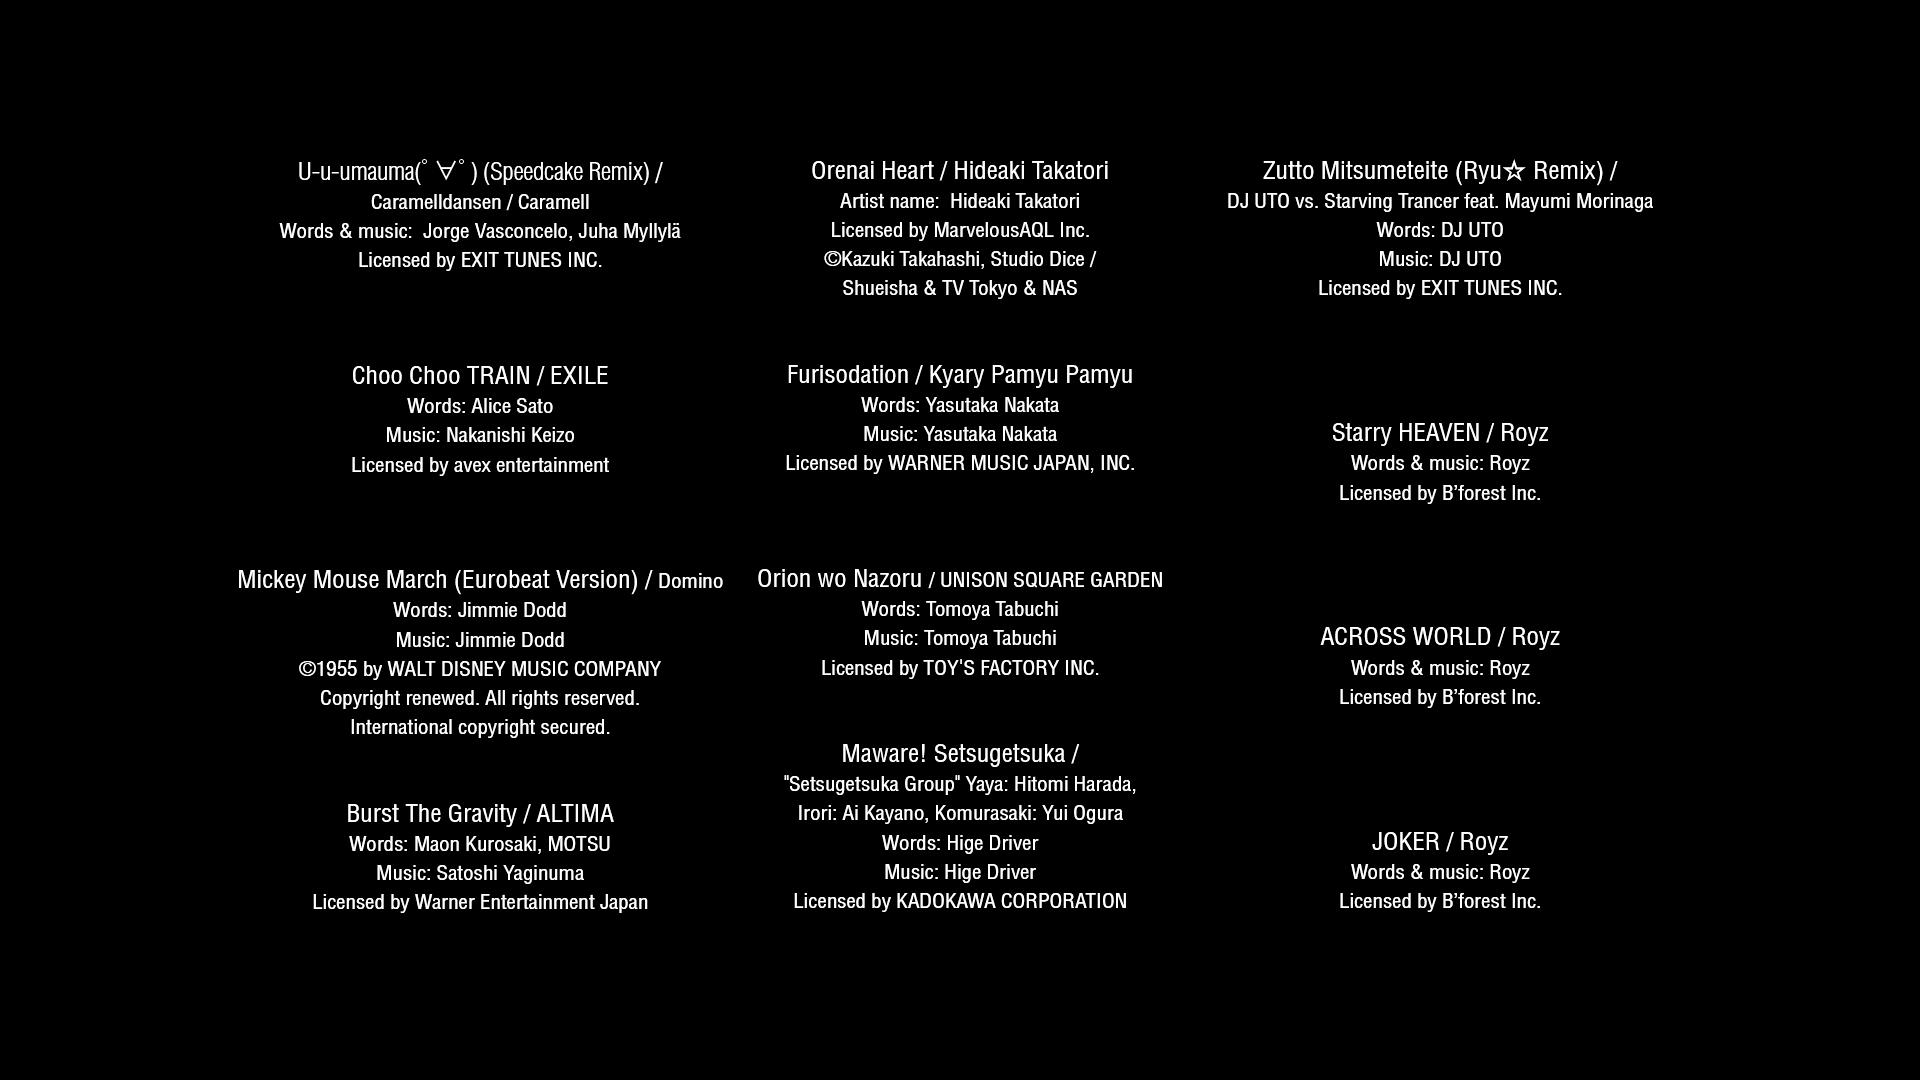 U-u-umauma(ﾟ∀ﾟ) (Speedcake Remix) /
Caramelldansen / Caramell
Words & music:  Jorge Vasconcelo, Juha Myllylä
Licensed by EXIT TUNES INC.
Choo Choo TRAIN / EXILE
Words: Alice Sato
Music: Nakanishi Keizo
Licensed by avex entertainment
Mickey Mouse March (Eurobeat Version) / Domino
Words: Jimmie Dodd
Music: Jimmie Dodd
©1955 by WALT DISNEY MUSIC COMPANY
Copyright renewed. All rights reserved.
International copyright secured.
Burst The Gravity / ALTIMA
Words: Maon Kurosaki, MOTSU
Music: Satoshi Yaginuma
Licensed by Warner Entertainment Japan
Orenai Heart / Hideaki Takatori
Artist name:  Hideaki Takatori
Licensed by MarvelousAQL Inc.
©Kazuki Takahashi, Studio Dice /
Shueisha & TV Tokyo & NAS
Furisodation / Kyary Pamyu Pamyu
Words: Yasutaka Nakata
Music: Yasutaka Nakata
Licensed by WARNER MUSIC JAPAN, INC.
Orion wo Nazoru / UNISON SQUARE GARDEN
Words: Tomoya Tabuchi
Music: Tomoya Tabuchi
Licensed by TOY'S FACTORY INC.
Maware! Setsugetsuka /
"Setsugetsuka Group" Yaya: Hitomi Harada,
Irori: Ai Kayano, Komurasaki: Yui Ogura
Words: Hige Driver
Music: Hige Driver
Licensed by KADOKAWA CORPORATION
Zutto Mitsumeteite (Ryu☆ Remix) /
DJ UTO vs. Starving Trancer feat. Mayumi Morinaga
Words: DJ UTO
Music: DJ UTO
Licensed by EXIT TUNES INC.
Starry HEAVEN / Royz
Words & music: Royz
Licensed by B’forest Inc.
ACROSS WORLD / Royz
Words & music: Royz
Licensed by B’forest Inc.
JOKER / Royz
Words & music: Royz
Licensed by B’forest Inc.